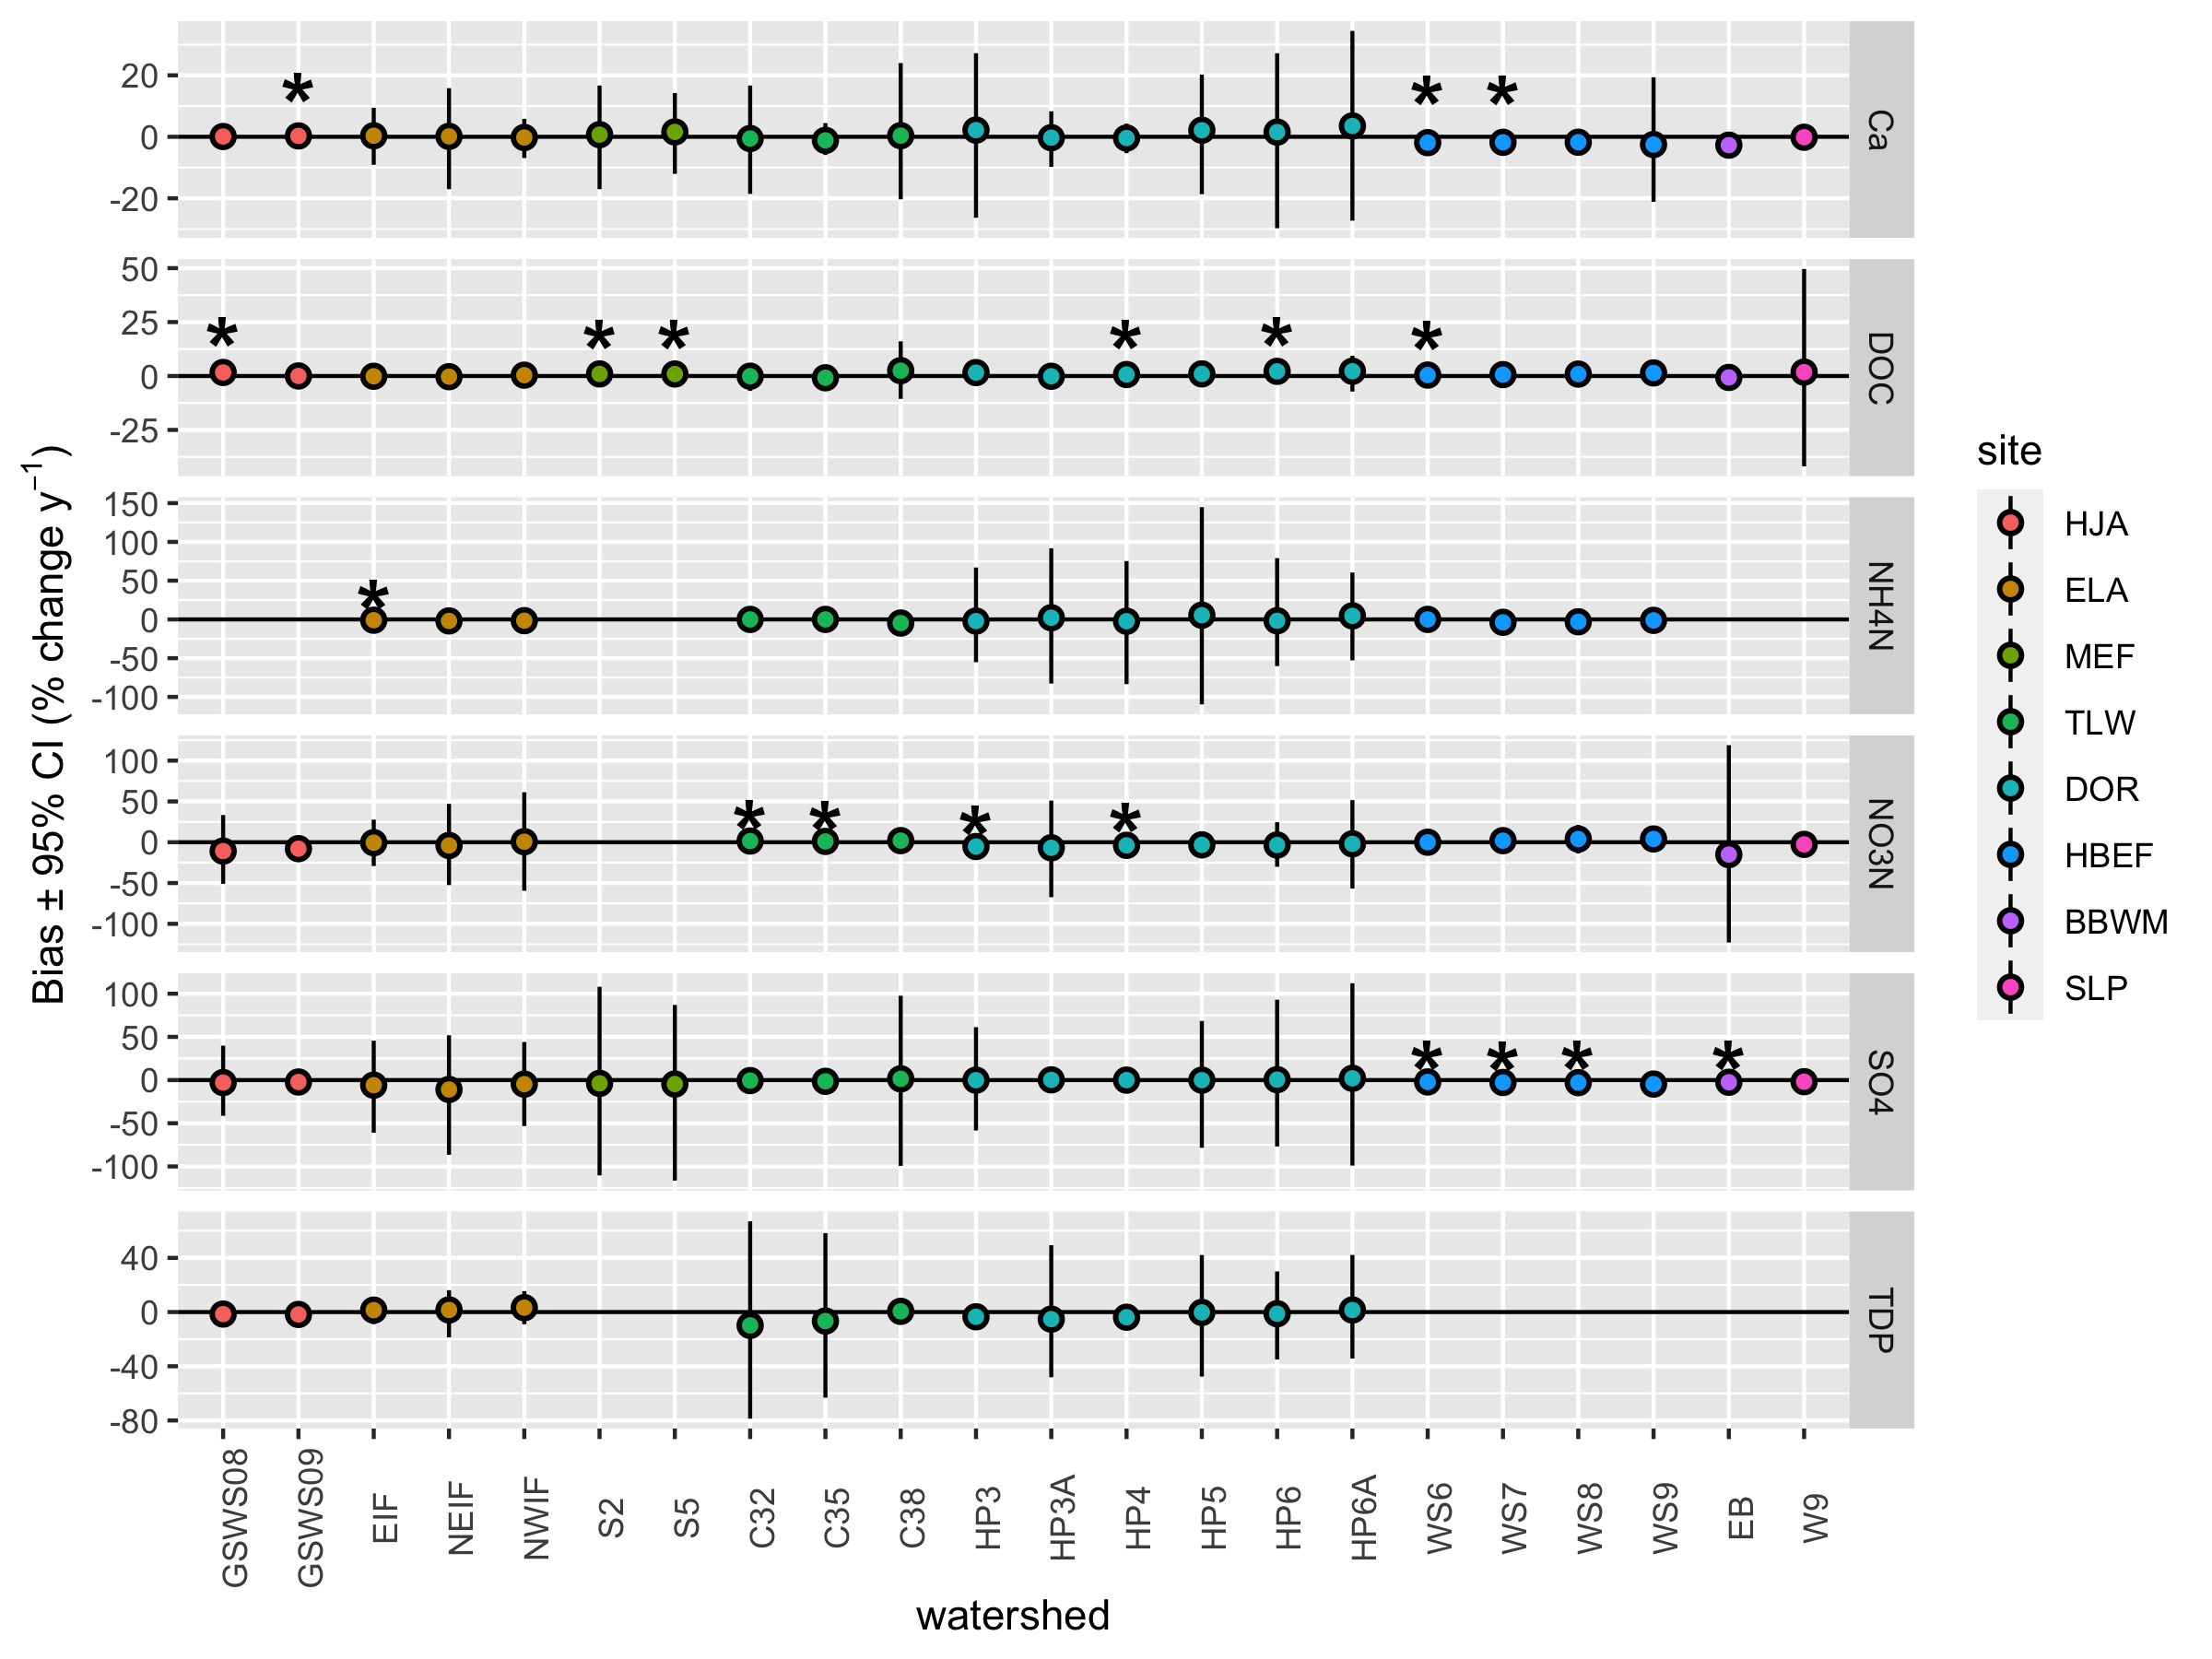 Bias ± 95% CI (% change y⁻¹)
20
0
-20
Ca
50
25
0
-25
DOC
150
100
50
0
-50
-100
NH4N
100
50
0
-50
-100
NO3N
100
50
0
-50
-100
SO4
40
0
-40
-80
TDP
* * *
* * * * * *
*
* * * *
* * * *
GSWS08 GSWS09 EIF NEIF NWIF S2 S5 C32 C35 C38 HP3 HP3A HP4 HP5 HP6 HP6A WS6 WS7 WS8 WS9 EB W9
watershed
site
HJA
ELA
MEF
TLW
DOR
HBEF
BBWM
SLP